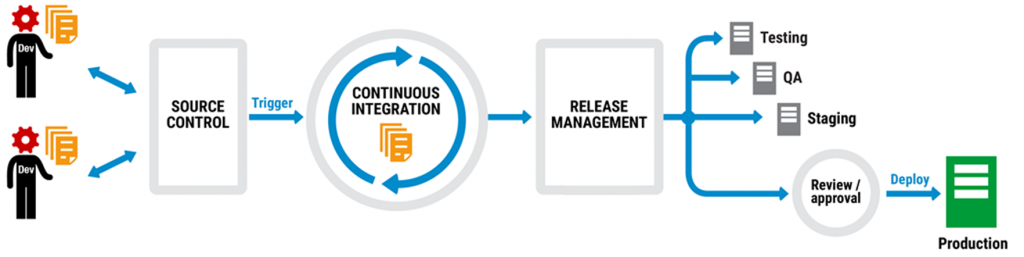 Dev
Dev
SOURCE
CONTROL
Trigger
CONTINUOUS
INTEGRATION
RELEASE
MANAGEMENT
Testing
QA
Staging
Review /
approval
Deploy
Production